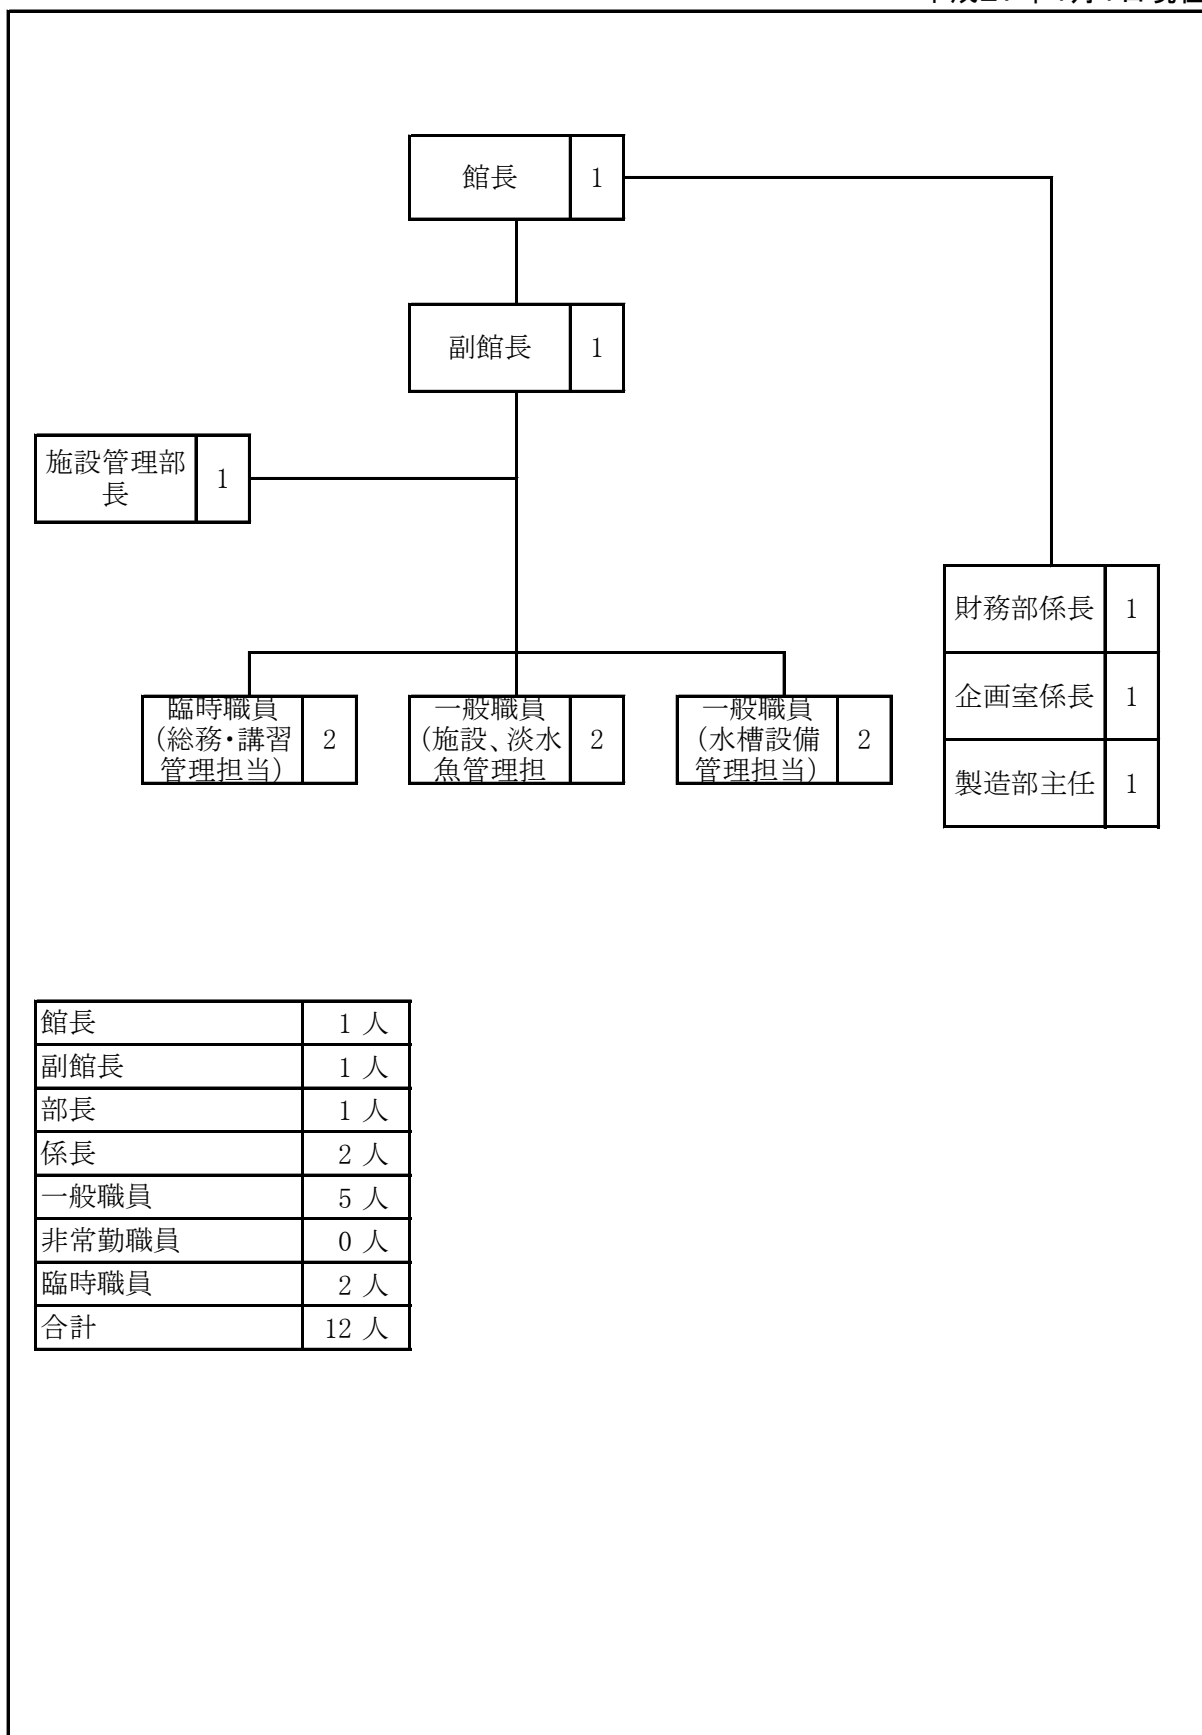 館長 1
副館長 1
施設管理部 1
長
財務部係長 1
企画室係長 1
製造部主任 1
臨時職員
(総務・講習 2
管理担当)
一般職員
(施設、淡水 2
魚管理担
一般職員
(水槽設備 2
管理担当)
館長 1 人
副館長 1 人
部長 1 人
係長 2 人
一般職員 5 人
非常勤職員 0 人
臨時職員 2 人
合計 12 人